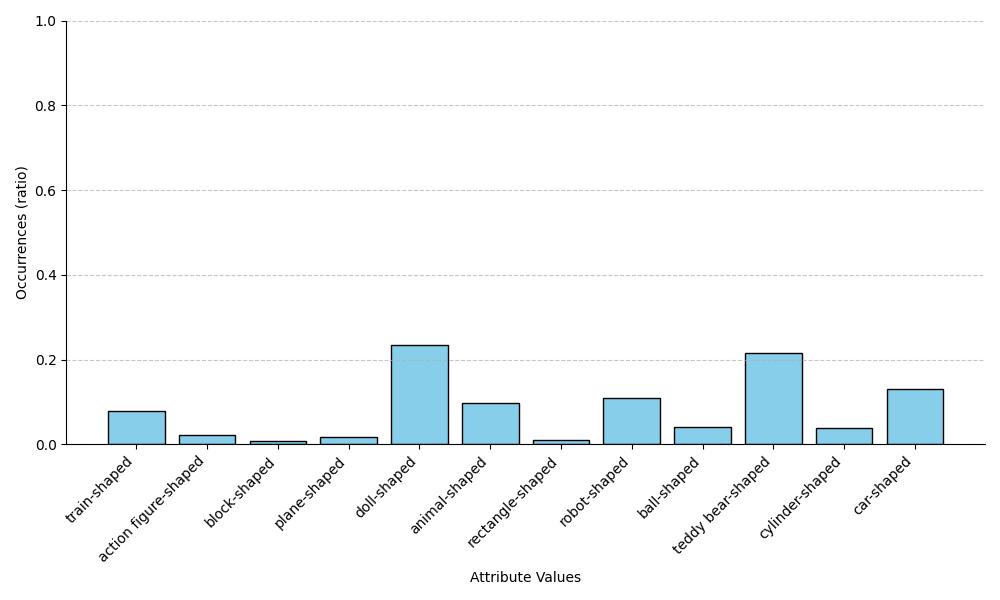 1.0
0.8
0.6
0.4
0.2
0.0
Occurrences (ratio)
train-shaped
action figure-shaped
block-shaped
plane-shaped
doll-shaped
animal-shaped
rectangle-shaped
robot-shaped
ball-shaped
teddy bear-shaped
cylinder-shaped
car-shaped
Attribute Values